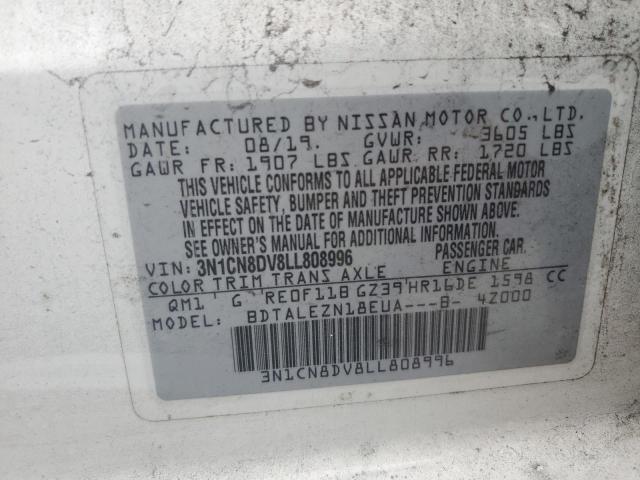 MANUFACTURED BY NISSAN MOTOR CO.,LTD.
DATE: 08/19. GVWR: 3605 LBS
GAWR FR: 1907 LBS GAWR RR: 1720 LBS
THIS VEHICLE CONFORMS TO ALL APPLICABLE FEDERAL MOTOR
VEHICLE SAFETY, BUMPER AND THEFT PREVENTION STANDARDS
IN EFFECT ON THE DATE OF MANUFACTURE SHOWN ABOVE.
SEE OWNER'S MANUAL FOR ADDITIONAL INFORMATION.
VIN: 3N1CN8DV8LL808996 PASSENGER CAR.
COLOR TRIM TRANS AXLE ENGINE
QM1 G RE0F11B GZ39 HR16DE 1598 CC
MODEL: BDTALEZN18EUA---B- 4Z000
3N1CN8DV8LL808996